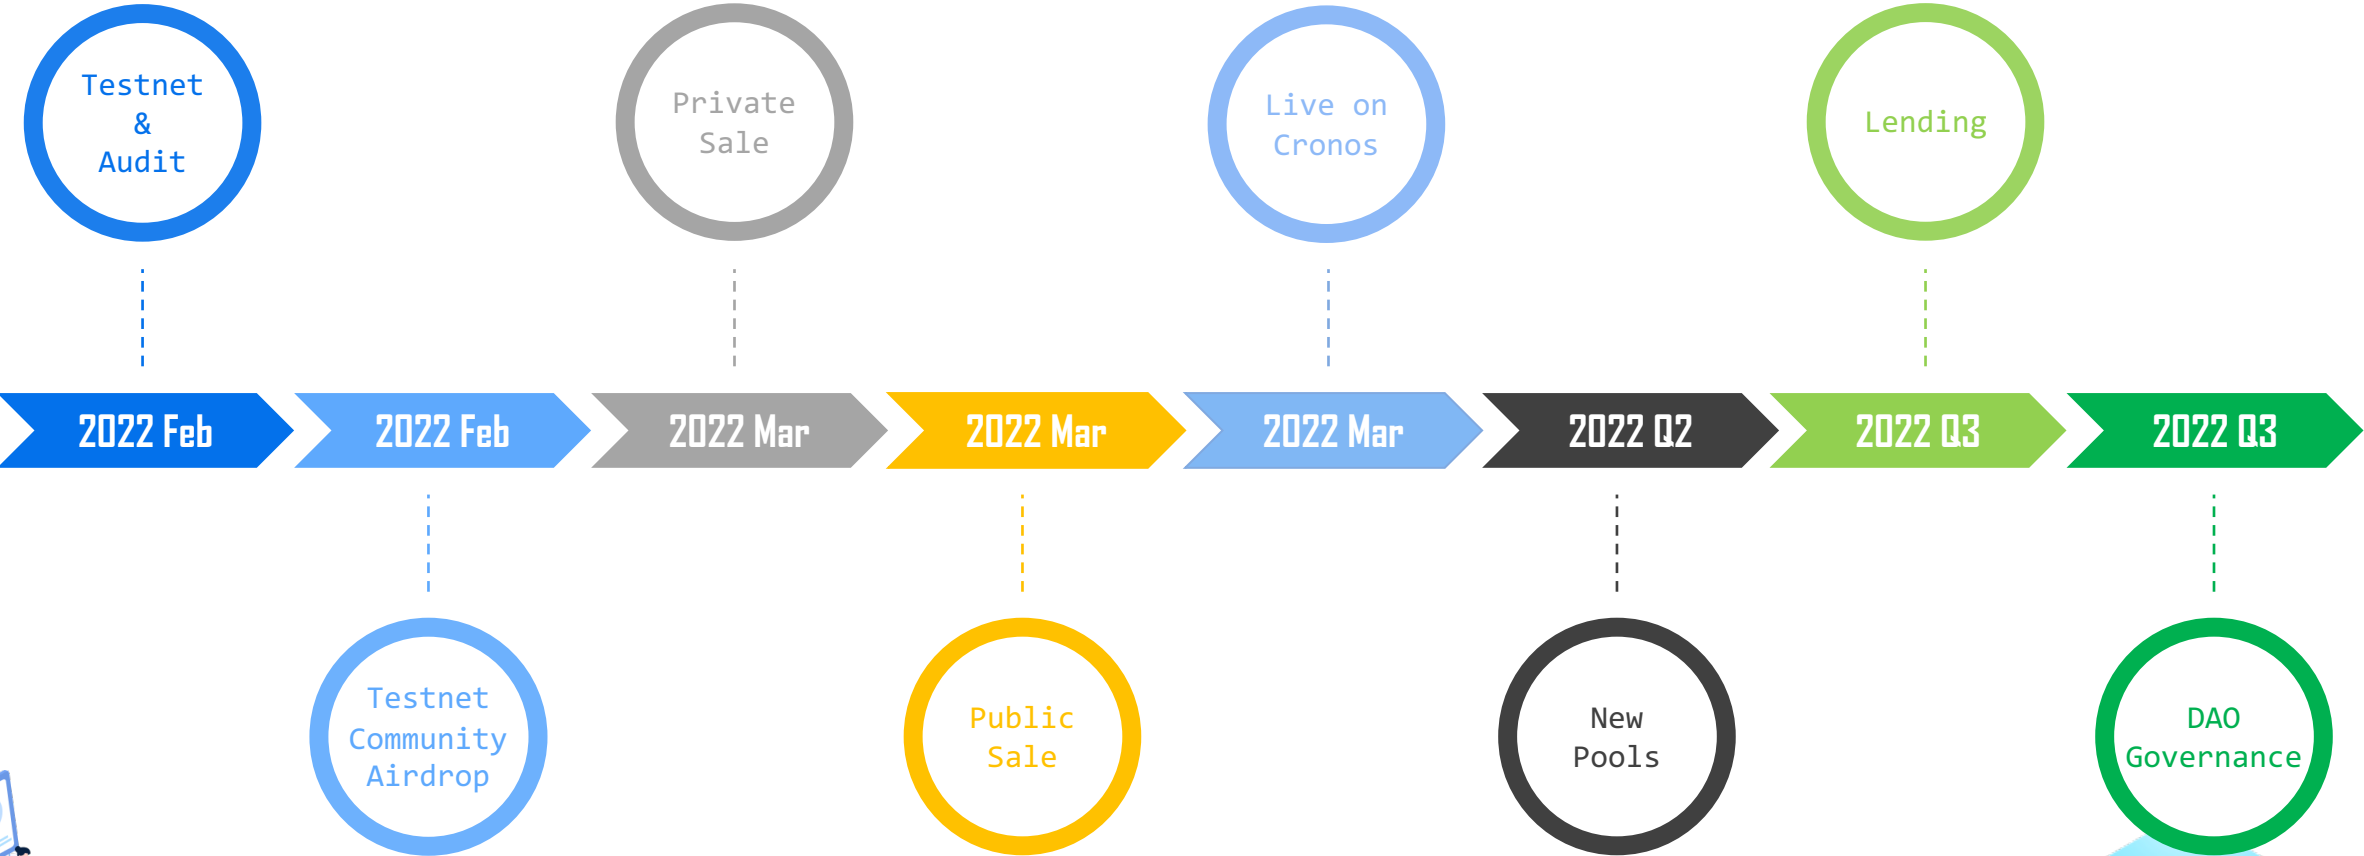 Testnet
&
Audit
Private
Sale
Live on
Cronos
Lending
2022 Feb
2022 Feb
2022 Mar
2022 Mar
2022 Mar
2022 Q2
2022 Q3
2022 Q3
Testnet
Community
Airdrop
Public
Sale
New
Pools
DAO
Governance